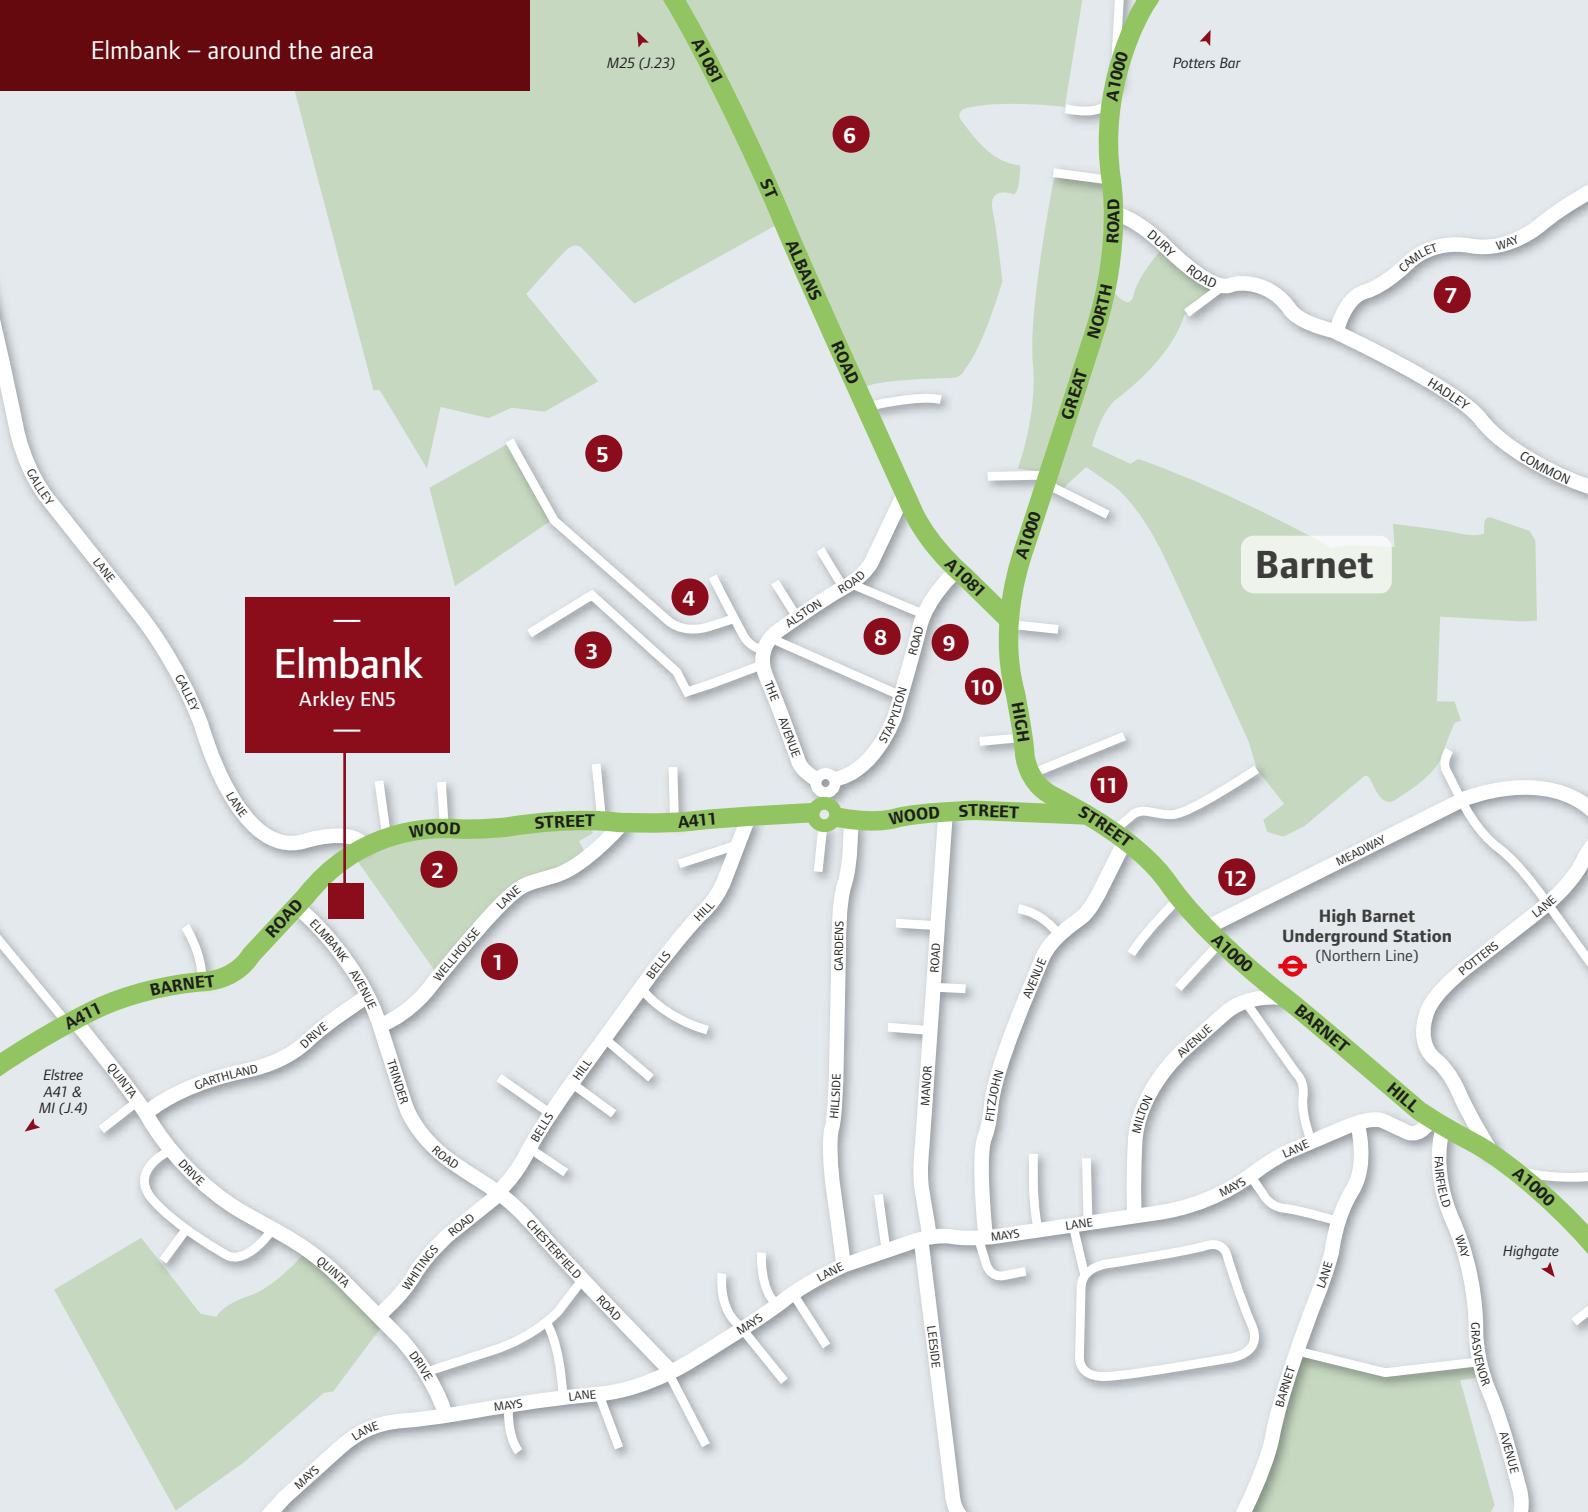 Elmbank – around the area
M25 (J.23)
Potters Bar
A1081
A1000
6
ST
ALBANS
ROAD
ROAD
NORTH
GREAT
A1000
DURY
ROAD
CAMLET
WAY
7
HADLEY
COMMON
GALLEY
LANE
GALLEY
LANE
5
A1081
Barnet
4
ALSTON
ROAD
3
8
ROAD
9
10
Elmbank
Arkley EN5
THE
AVENUE
STAPYLTON
HIGH
11
WOOD
STREET
A411
WOOD
STREET
STREET
MEADWAY
2
12
LANE
WELLHOUSE
1
ROAD
BARNET
A411
ELMBANK
AVENUE
HILL
BELLS
GARDENS
ROAD
AVENUE
High Barnet
Underground Station
(Northern Line)
A1000
LANE
POTTERS
BARNET
HILL
A1000
Elstree
A41 &
MI (J.4)
QUINTA
GARTHLAND
DRIVE
TRINDER
ROAD
HILL
BELLS
HILLSIDE
MANOR
FITZJOHN
MILTON
AVENUE
DRIVE
QUINTA
DRIVE
WHITINGS
ROAD
CHESTERFIELD
ROAD
MAYS
LANE
MAYS
LANE
MAYS
LANE
MAYS
LANE
MAYS
LANE
MAYS
LANE
LEESIDE
LANE
BARNET
FAIRFIELD
WAY
GRASVENOR
AVENUE
Highgate